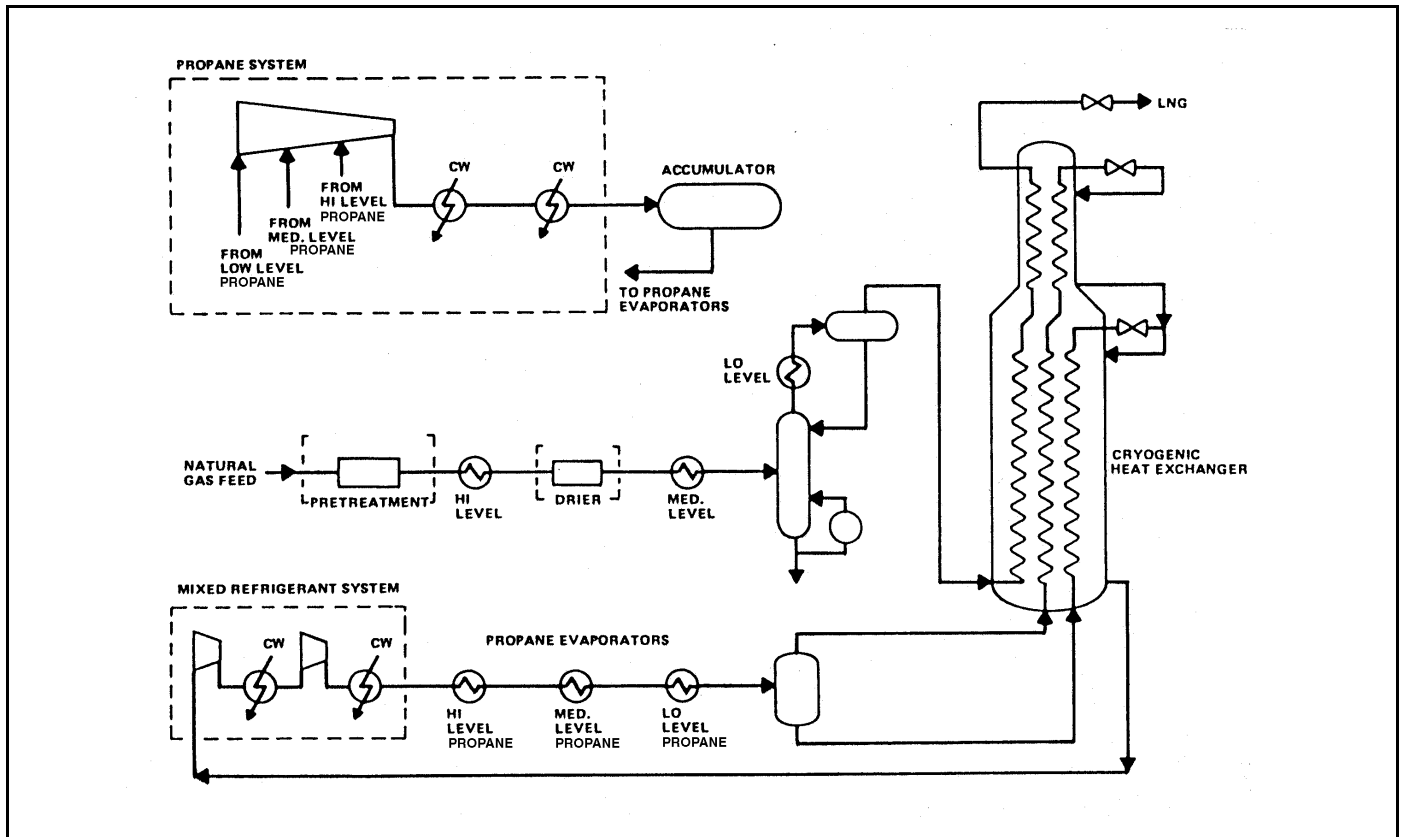 PROPANE SYSTEM
CW
CW
FROM
HI LEVEL
PROPANE
FROM
MED. LEVEL
PROPANE
FROM
LOW LEVEL
PROPANE
ACCUMULATOR
TO PROPANE
EVAPORATORS
LNG
LO
LEVEL
NATURAL
GAS FEED
PRETREATMENT
HI
LEVEL
DRIER
MED.
LEVEL
CRYOGENIC
HEAT EXCHANGER
MIXED REFRIGERANT SYSTEM
CW
CW
PROPANE EVAPORATORS
HI
LEVEL
PROPANE
MED.
LEVEL
PROPANE
LO
LEVEL
PROPANE